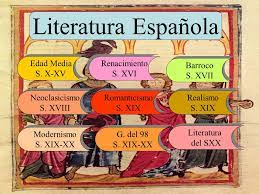 Literatura Española
Edad Media
S. X-XV
Renacimiento
S. XVI
Barroco
S. XVII
Neoclasicismo
S. XVIII
Romanticismo
S. XIX
Realismo
S. XIX
Modernismo
S. XIX-XX
G. del 98
S. XIX-XX
Literatura
del SXX